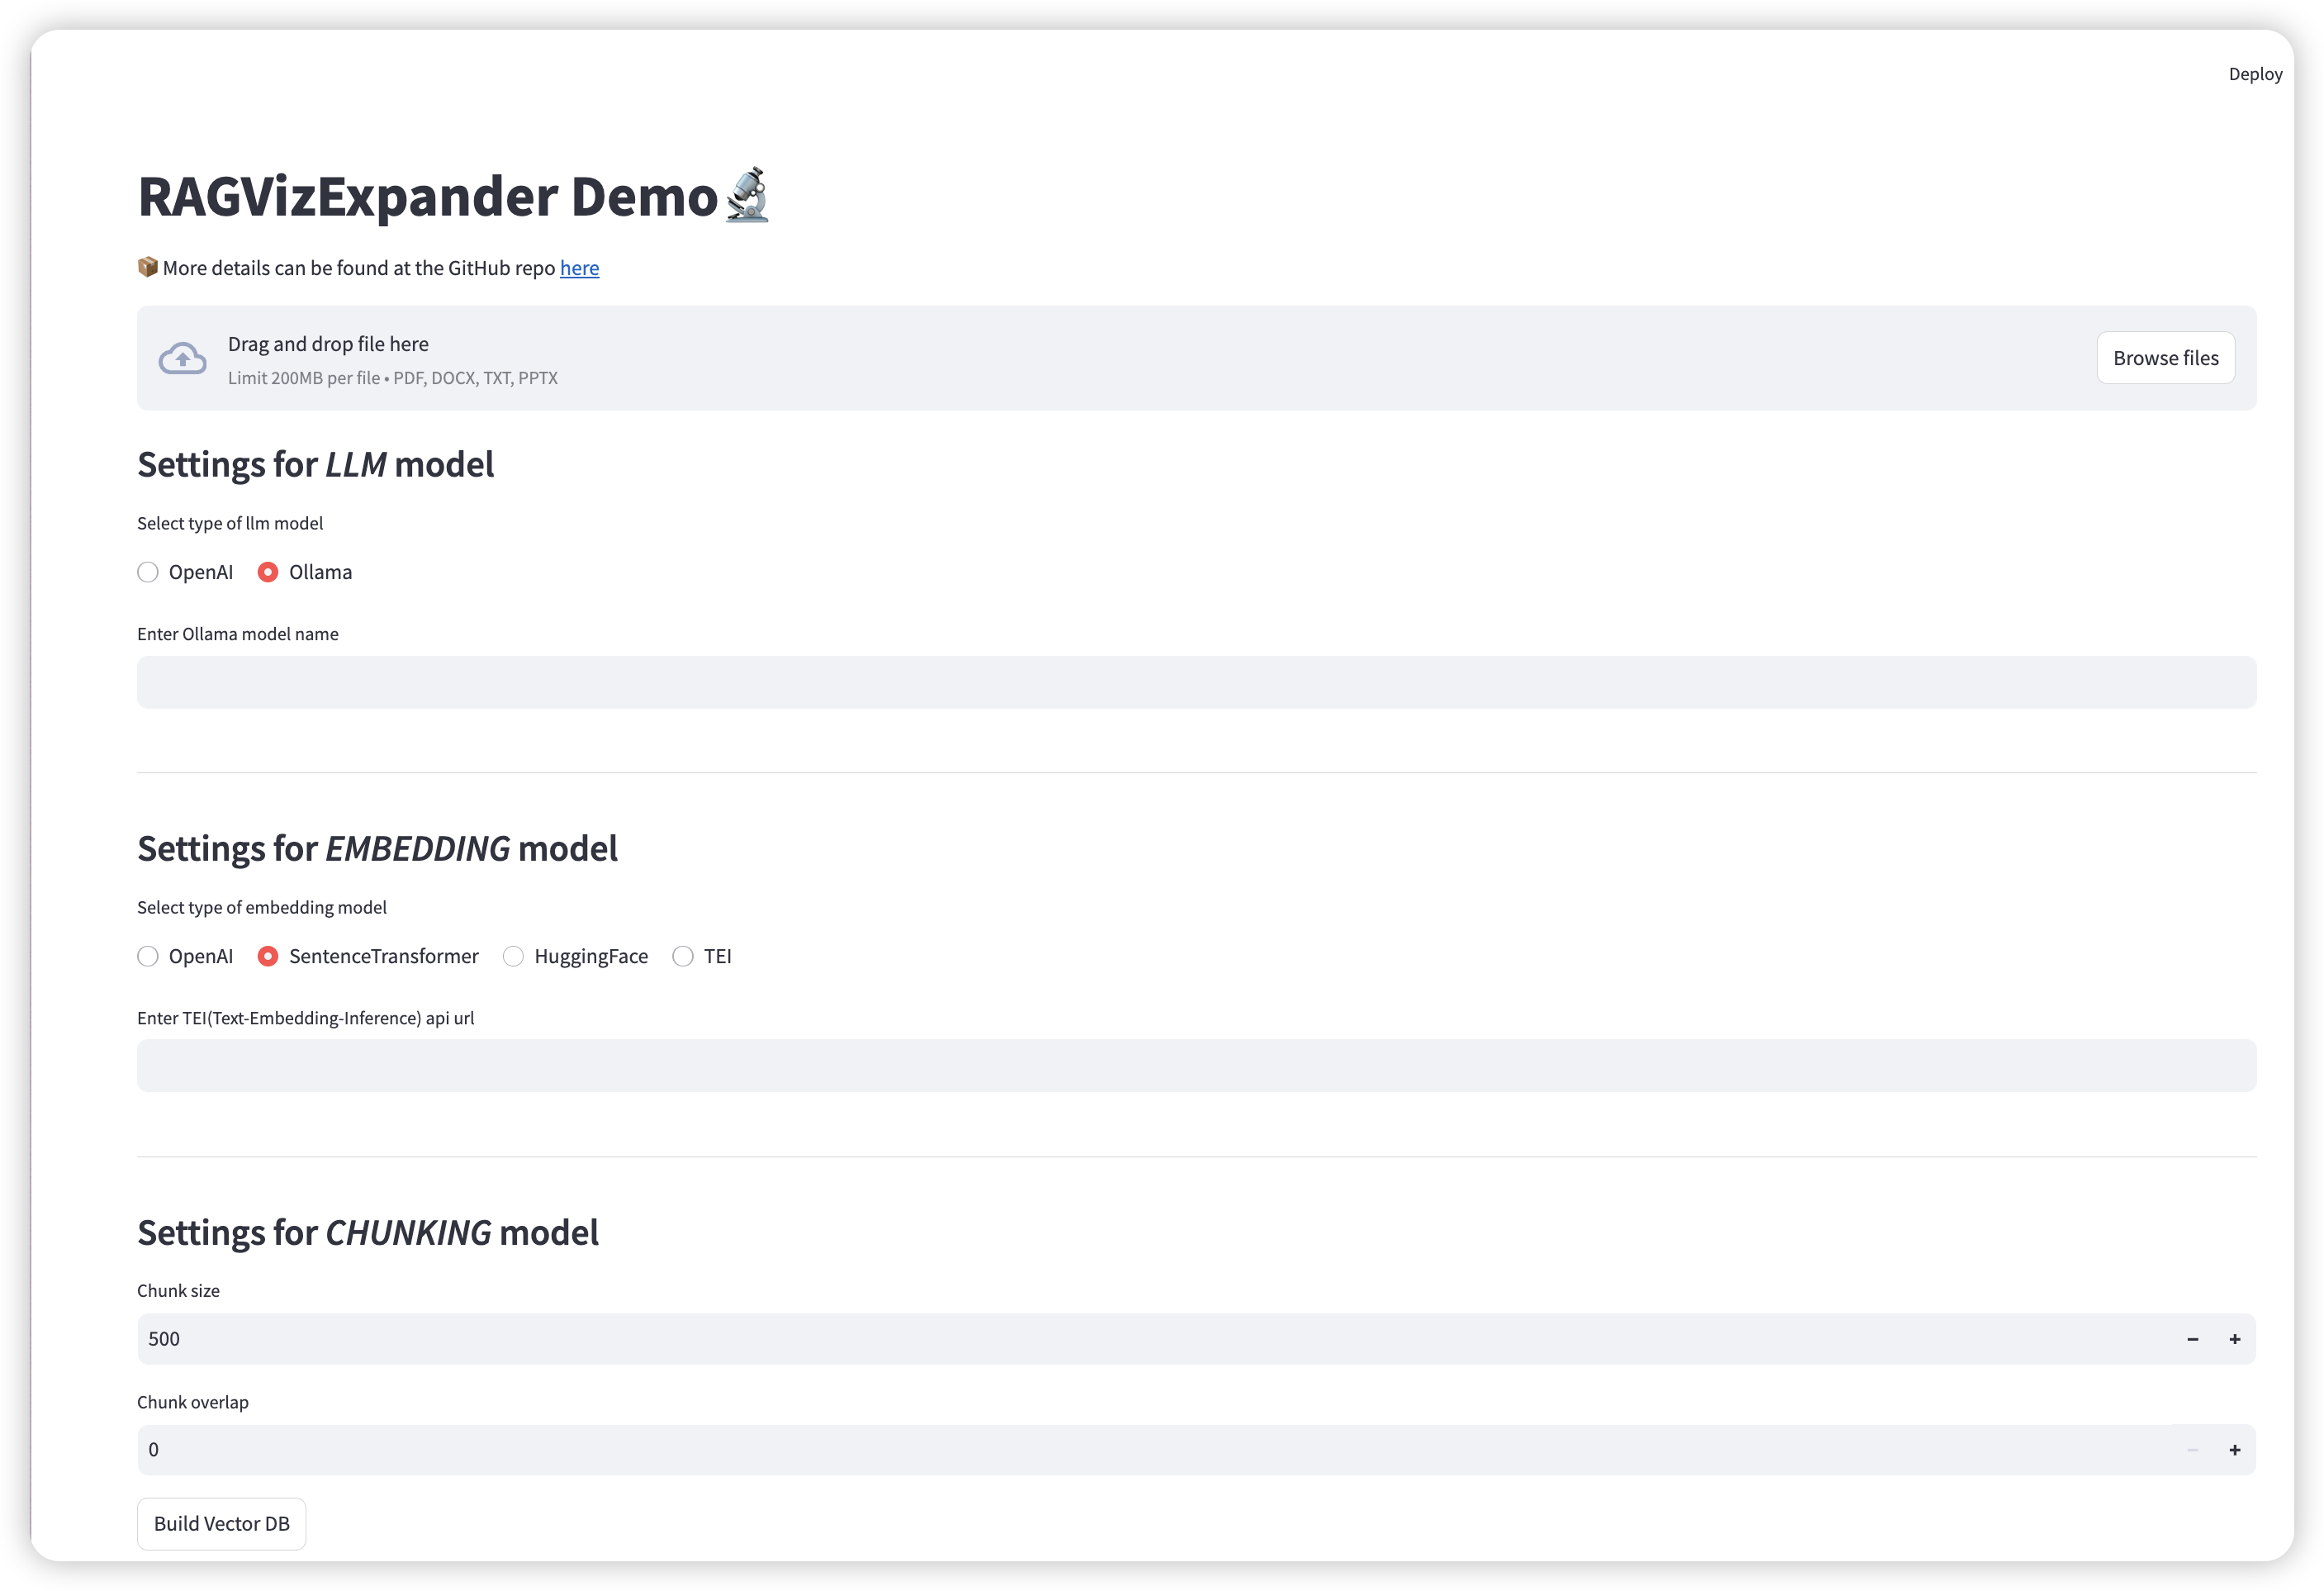 Deploy
RAGVizExpander Demo🔬
📦 More details can be found at the GitHub repo here
Drag and drop file here
Limit 200MB per file • PDF, DOCX, TXT, PPTX
Browse files
Settings for LLM model
Select type of llm model
OpenAI Ollama
Enter Ollama model name
Settings for EMBEDDING model
Select type of embedding model
OpenAI SentenceTransformer HuggingFace TEI
Enter TEI(Text-Embedding-Inference) api url
Settings for CHUNKING model
Chunk size
500 − +
Chunk overlap
0 − +
Build Vector DB